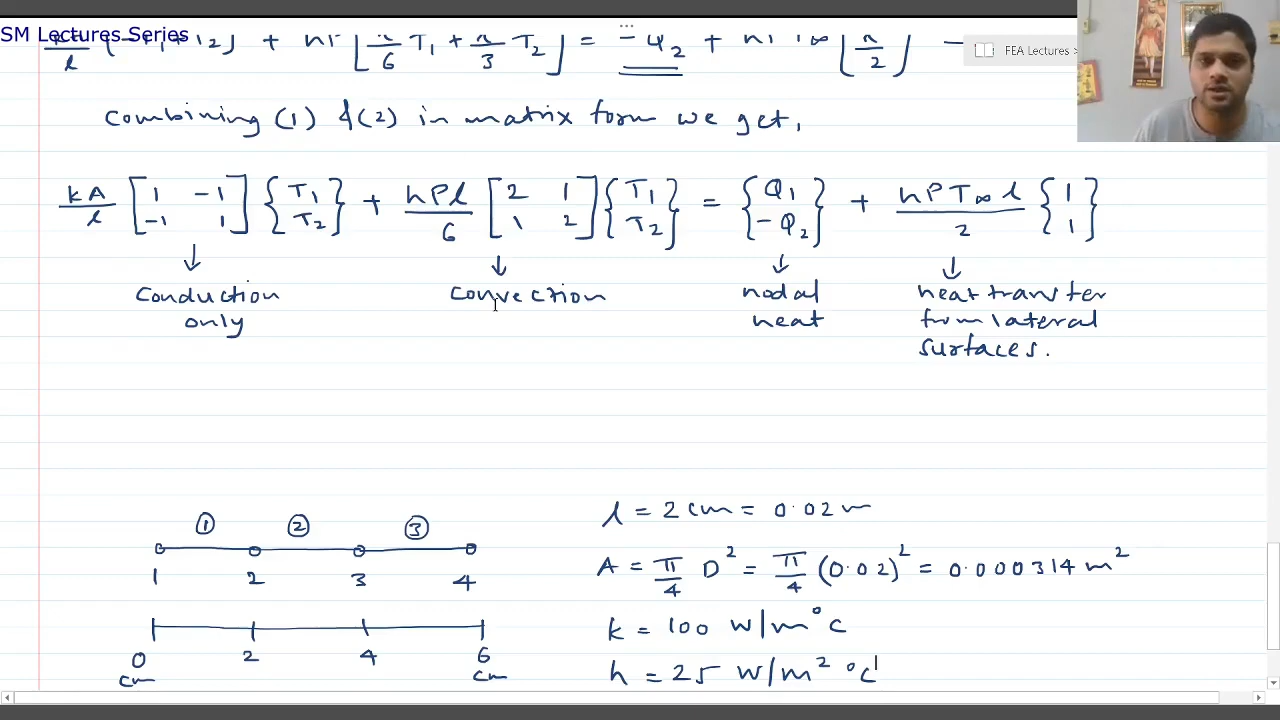 SM Lectures Series
FEA Lectures >
combining (1) &(2) in matrix form we get,
kA/l [1 -1; -1 1] {T1; T2} + hPl/6 [2 1; 1 2] {T1; T2} = {Q1; -Q2} + hPT∞l/2 {1; 1}
↓ ↓ ↓ ↓
Conduction only
convection
nodal heat
heat transfer from lateral surfaces.
① ② ③
1 2 3 4
0 cm 2 4 6 cm
l = 2 cm = 0.02 m
A = π/4 D² = π/4 (0.02)² = 0.000314 m²
k = 100 W/m°C
h = 25 W/m² °C